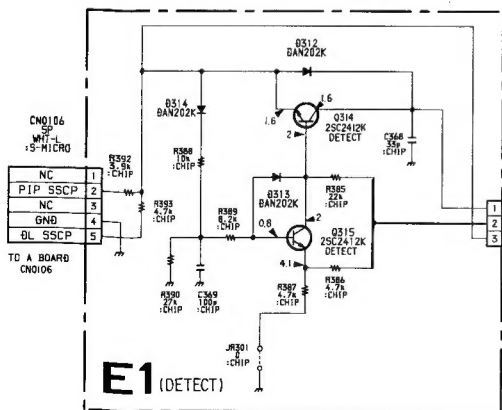 D312
DAN202K
D314
DAN202K
1.6
1.6
Q314
2SC2412K
DETECT
2
C368
33p
:CHIP
CN0106
SP
WHT-L
:S-MICRO
R392
3.9k
:CHIP
R388
10k
:CHIP
NC 1
PIP SSCP 2
NC 3
GND 4
DL SSCP 5
TO A BOARD
CN0106
R393
4.7k
:CHIP
R389
8.2k
:CHIP
D313
DAN202K
R385
22k
:CHIP
1
2
3
0.8
2
Q315
2SC2412K
DETECT
4.1
R390
27k
:CHIP
C369
100p
:CHIP
R387
4.7k
:CHIP
R386
4.7k
:CHIP
JR301
0
:CHIP
E1 (DETECT)